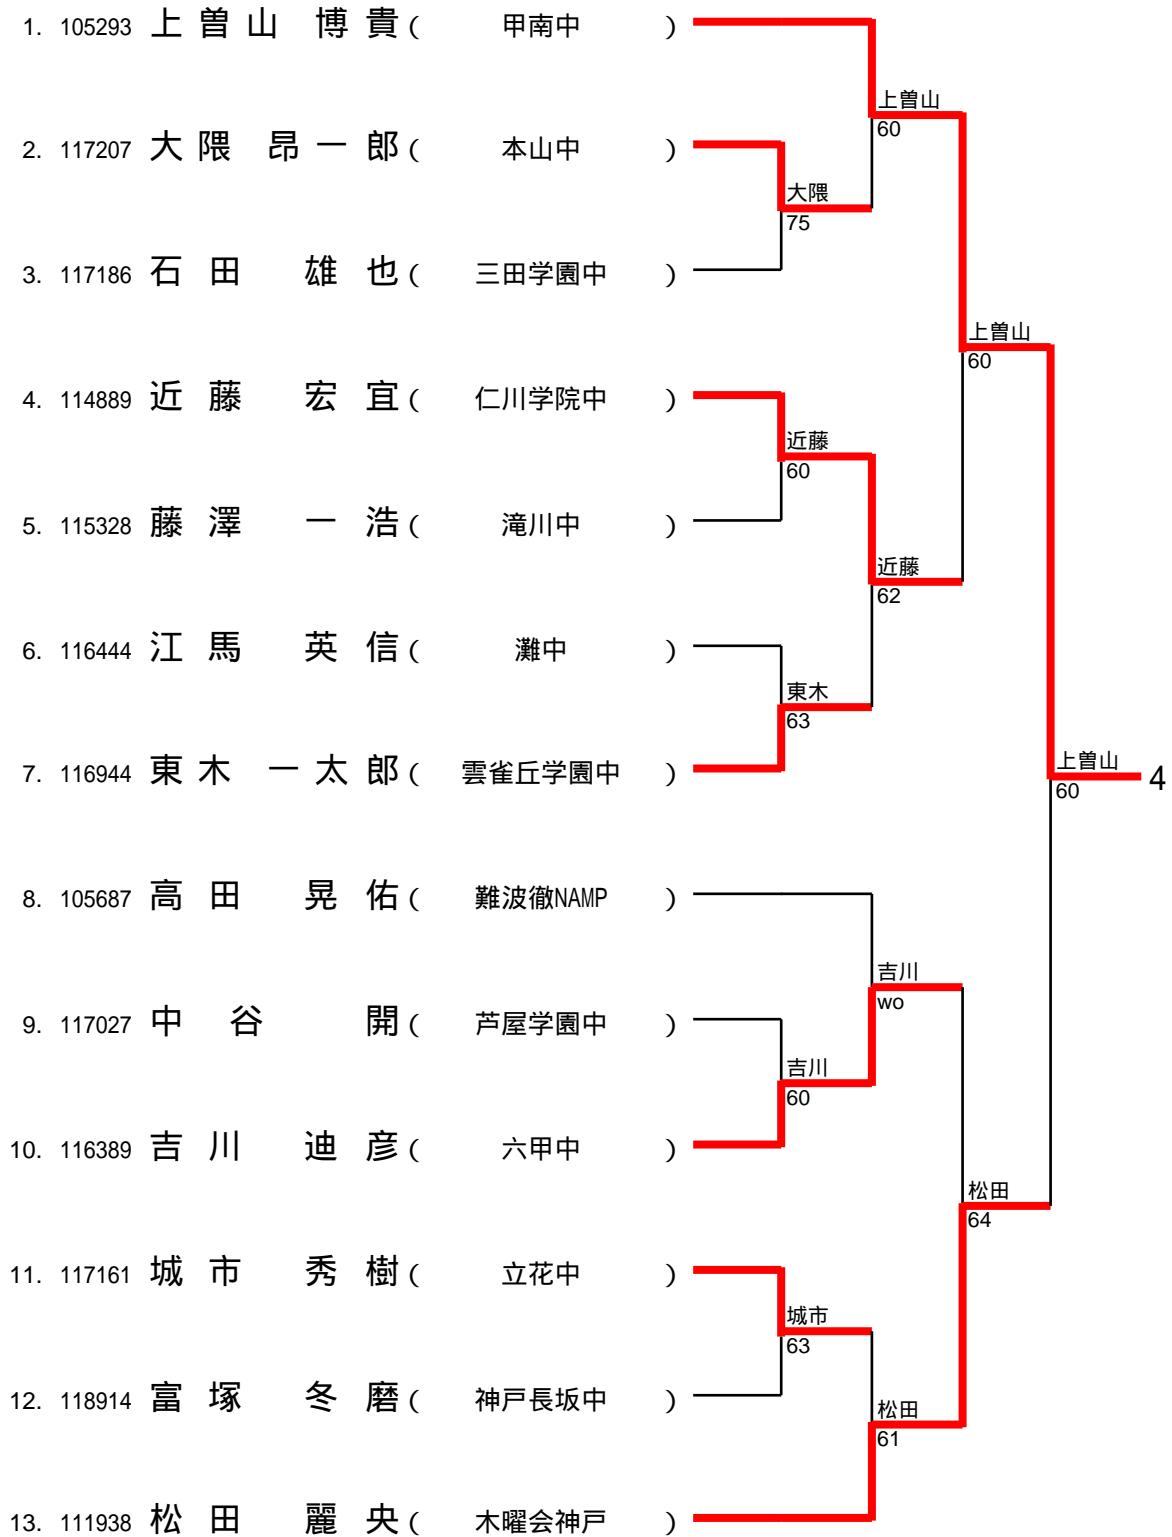 1. 105293 上曽山 博貴 ( 甲南中 )
上曽山
60
2. 117207 大隈 昂一郎 ( 本山中 )
大隈
75
3. 117186 石田 雄也 ( 三田学園中 )
上曽山
60
4. 114889 近藤 宏宜 ( 仁川学院中 )
近藤
60
5. 115328 藤澤 一浩 ( 滝川中 )
近藤
62
6. 116444 江馬 英信 ( 灘中 )
東木
63
7. 116944 東木 一太郎 ( 雲雀丘学園中 )
上曽山
60
4
8. 105687 高田 晃佑 ( 難波徹NAMP )
吉川
wo
9. 117027 中谷 開 ( 芦屋学園中 )
吉川
60
10. 116389 吉川 迪彦 ( 六甲中 )
松田
64
11. 117161 城市 秀樹 ( 立花中 )
城市
63
12. 118914 富塚 冬磨 ( 神戸長坂中 )
松田
61
13. 111938 松田 麗央 ( 木曜会神戸 )